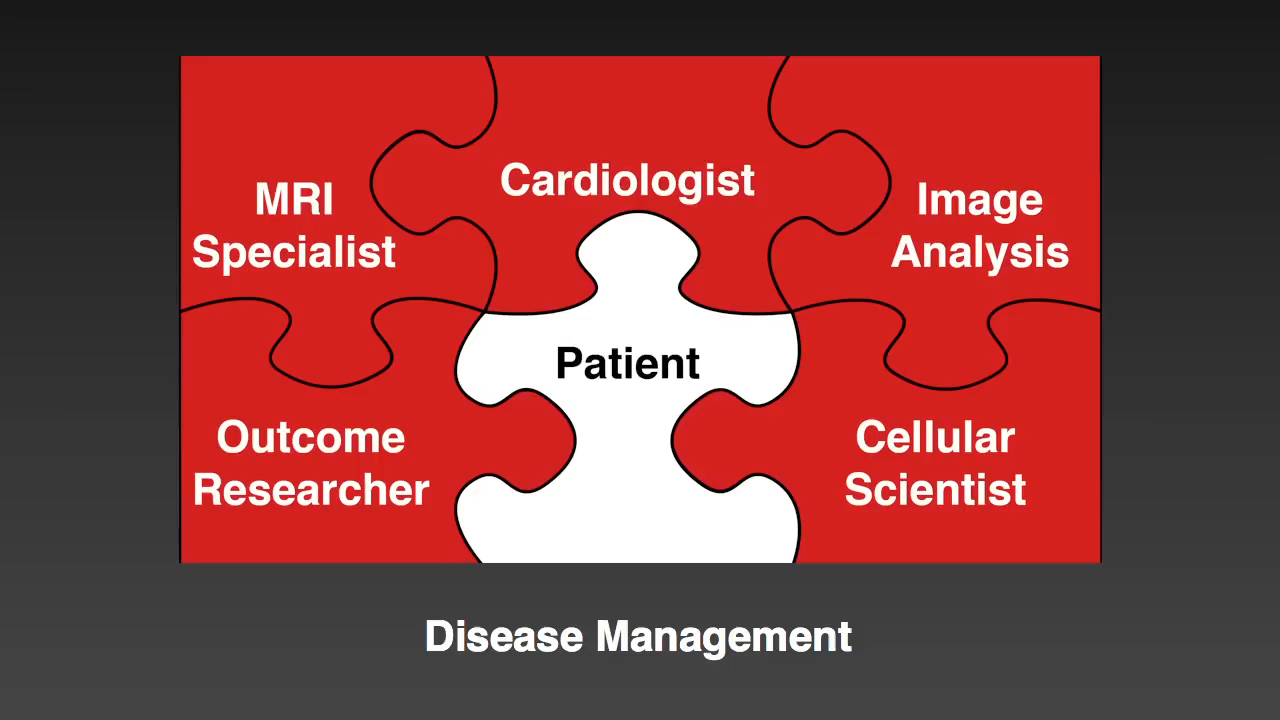 Cardiologist
MRI
Specialist
Image
Analysis
Patient
Outcome
Researcher
Cellular
Scientist
Disease Management